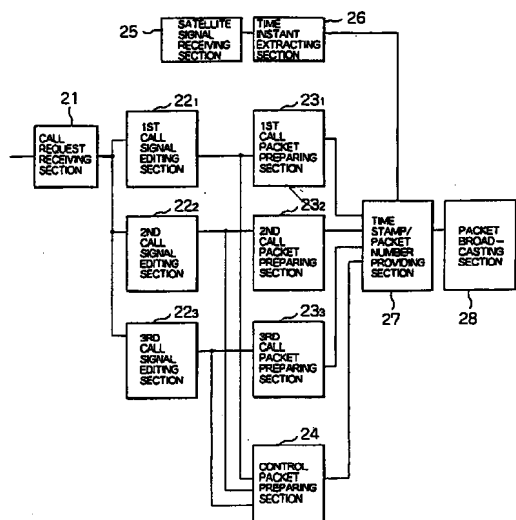 25
SATELLITE
SIGNAL
RECEIVING
SECTION
26
TIME
INSTANT
EXTRACTING
SECTION
21
CALL
REQUEST
RECEIVING
SECTION
22₁
1ST
CALL
SIGNAL
EDITING
SECTION
23₁
1ST
CALL
PACKET
PREPARING
SECTION
22₂
2ND
CALL
SIGNAL
EDITING
SECTION
23₂
2ND
CALL
PACKET
PREPARING
SECTION
TIME
STAMP/
PACKET
NUMBER
PROVIDING
SECTION
27
PACKET
BROAD-
CASTING
SECTION
28
22₃
3RD
CALL
SIGNAL
EDITING
SECTION
23₃
3RD
CALL
PACKET
PREPARING
SECTION
24
CONTROL
PACKET
PREPARING
SECTION